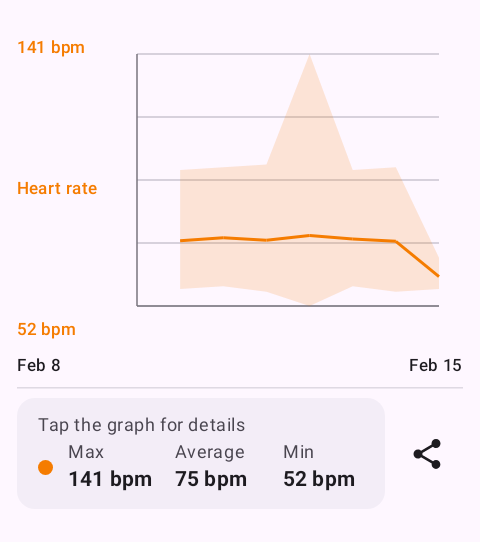 141 bpm
Heart rate
52 bpm
Feb 8 Feb 15
Tap the graph for details
Max Average Min
141 bpm 75 bpm 52 bpm